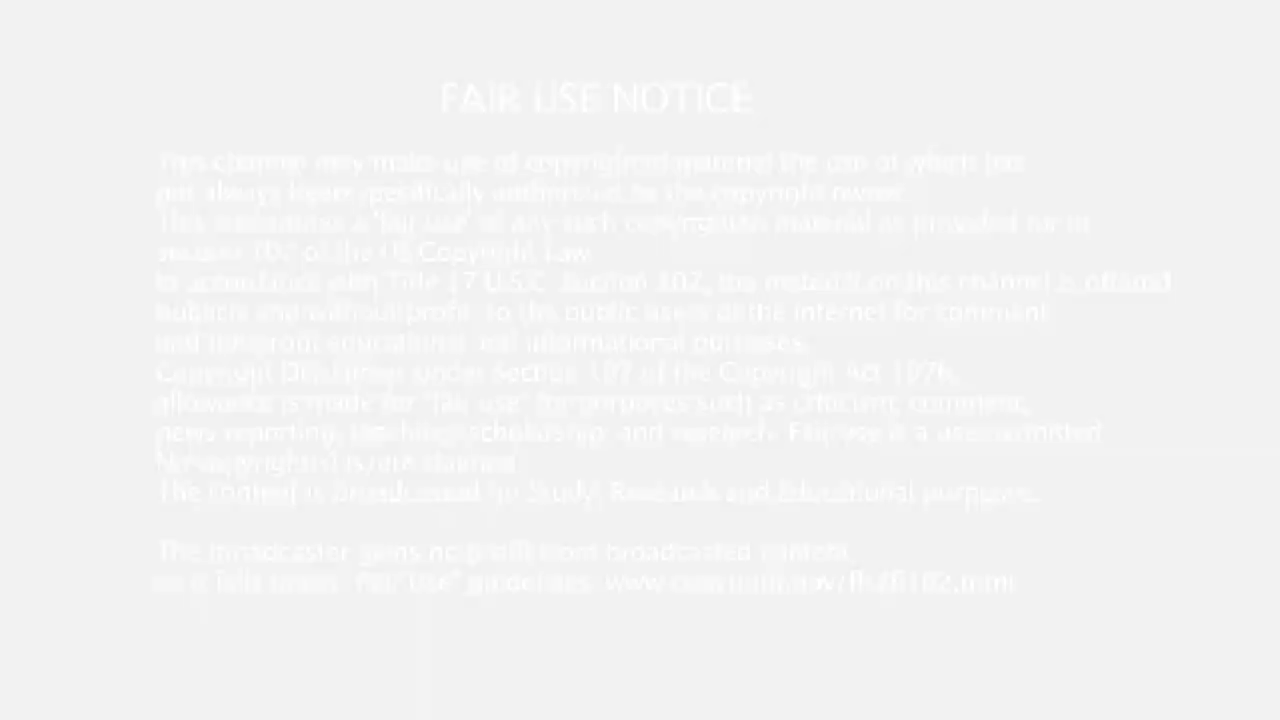 FAIR USE NOTICE
This channel may make use of copyrighted material the use of which has
not always been specifically authorized by the copyright owner.
This constitutes a "fair use" of any such copyrighted material as provided for in
section 107 of the US Copyright Law.
In accordance with Title 17 U.S.C. Section 107, the material on this channel is offered
publicly and without profit, to the public users of the internet for comment
and nonprofit educational and informational purposes.
Copyright Disclaimer Under Section 107 of the Copyright Act 1976,
allowance is made for "fair use" for purposes such as criticism, comment,
news reporting, teaching, scholarship, and research. Fair use is a use permitted
No copyright(s) is/are claimed
The content is broadcasted for Study, Research and Educational purposes.
The broadcaster gains no profit from broadcasted content,
as it falls under "Fair Use" guidelines: